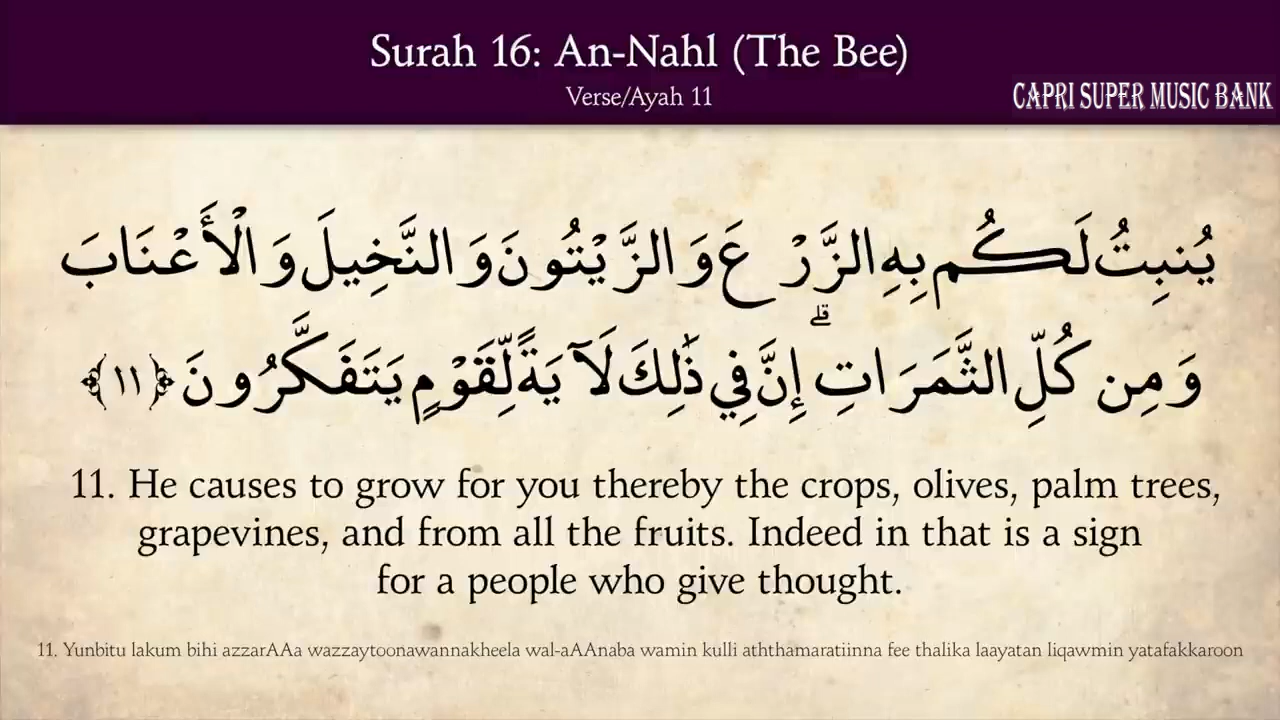 Surah 16: An-Nahl (The Bee)
Verse/Ayah 11
CAPRI SUPER MUSIC BANK
يُنبِتُ لَكُم بِهِ الزَّرْعَ وَالزَّيْتُونَ وَالنَّخِيلَ وَالْأَعْنَابَ
وَمِن كُلِّ الثَّمَرَاتِ ۗ إِنَّ فِي ذَٰلِكَ لَآيَةً لِّقَوْمٍ يَتَفَكَّرُونَ ﴿١١﴾
11. He causes to grow for you thereby the crops, olives, palm trees,
grapevines, and from all the fruits. Indeed in that is a sign
for a people who give thought.
11. Yunbitu lakum bihi azzarAAa wazzaytoonawannakheela wal-aAAnaba wamin kulli aththamaratiinna fee thalika laayatan liqawmin yatafakkaroon